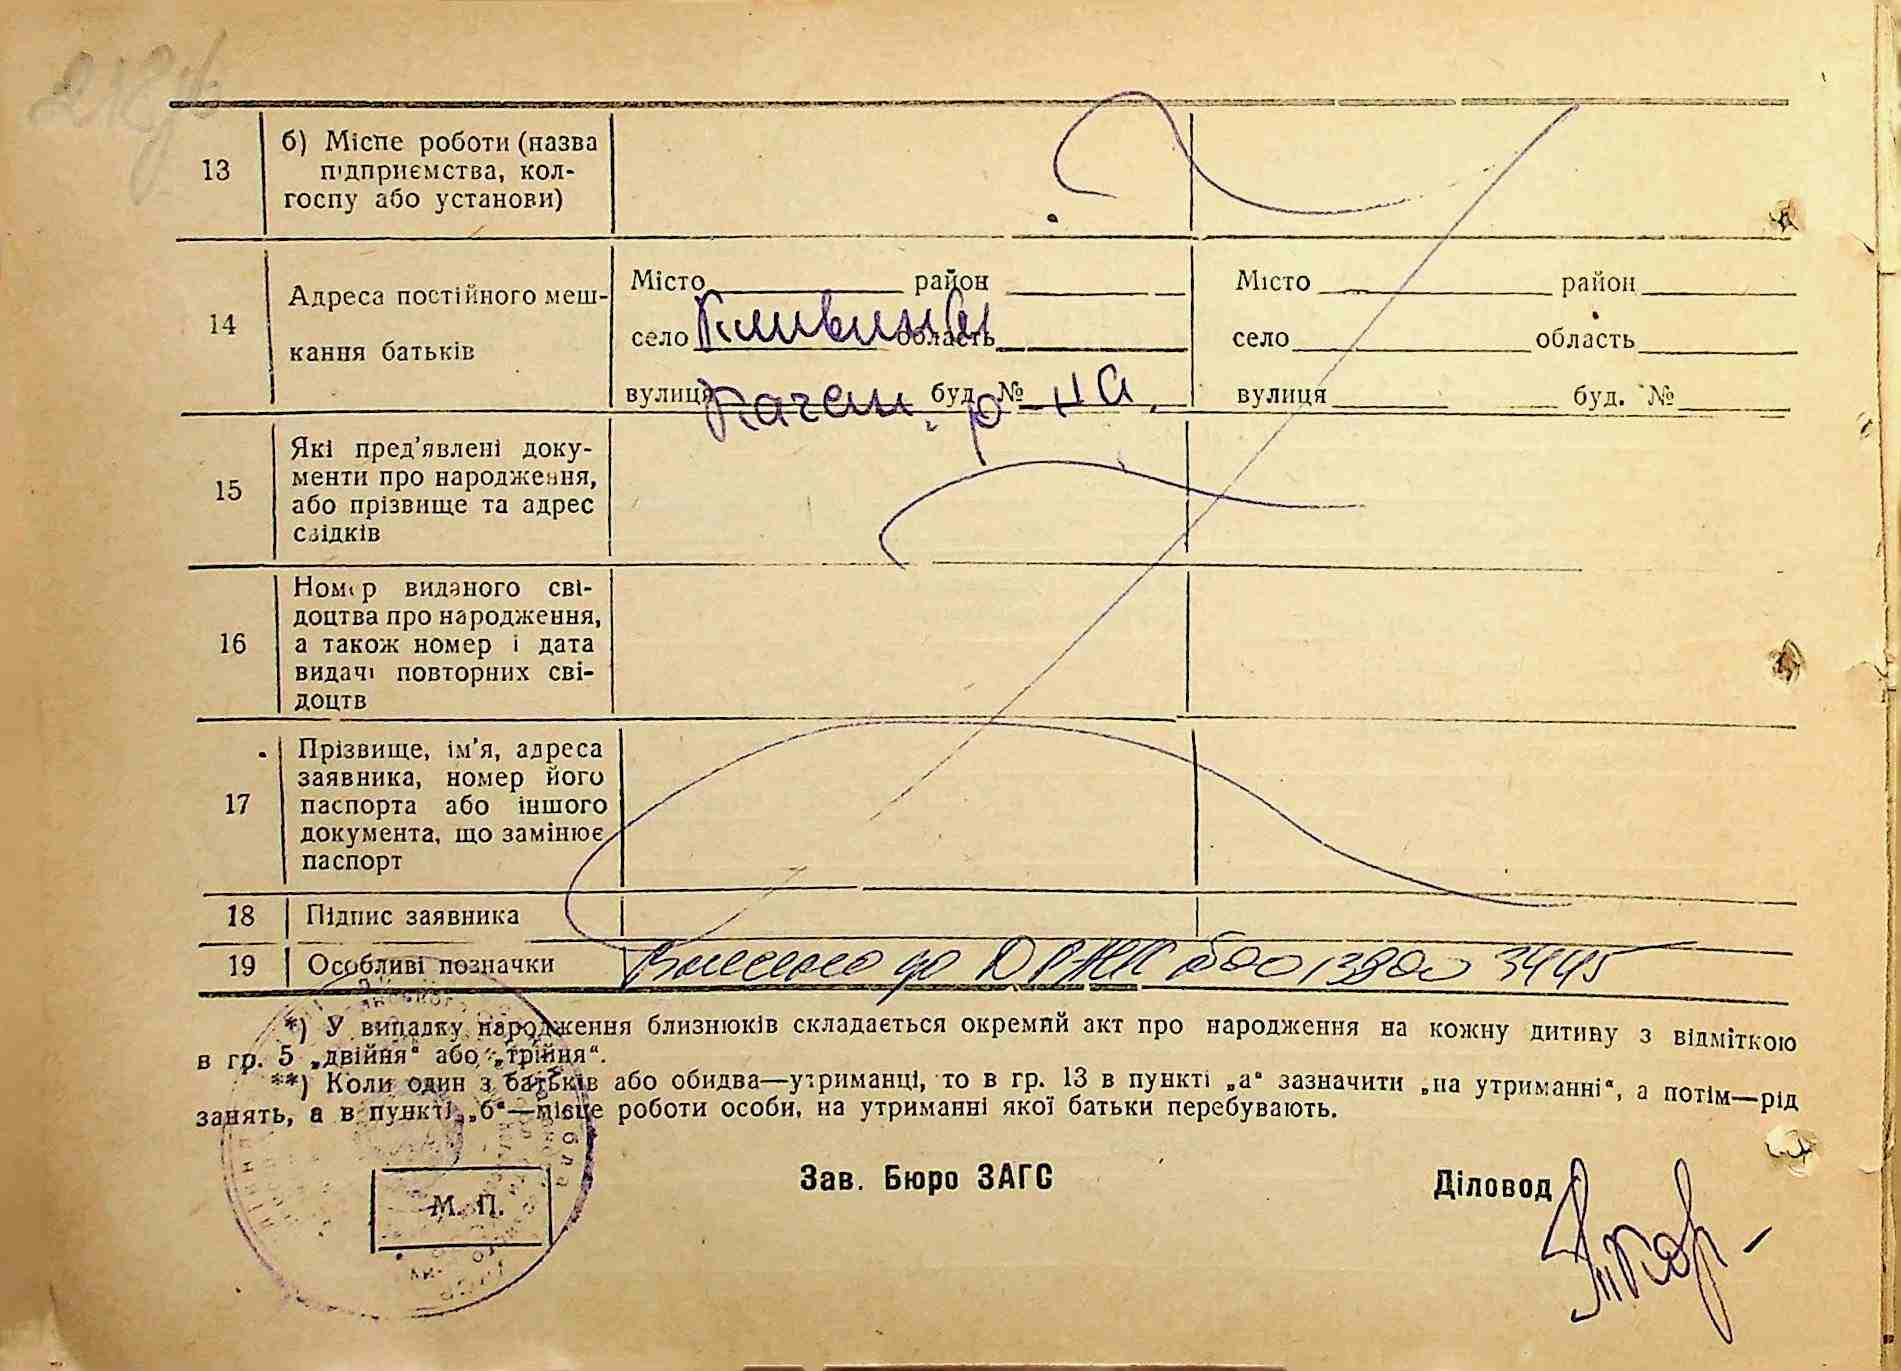 13
б) Місце роботи (назва
підприємства, кол-
госпу або установи)
14
Адреса постійного меш-
кання батьків
Місто район
село Кливини область
вулиця Каган. р-на буд. №
Місто район
село область
вулиця буд. №
15
Які пред’явлені доку-
менти про народження,
або прізвище та адрес
свідків
16
Номер виданого сві-
доцтва про народження,
а також номер і дата
видачі повторних сві-
доцтв
17
Прізвище, ім’я, адреса
заявника, номер його
паспорта або іншого
документа, що замінює
паспорт
18 Підпис заявника
19 Особливі позначки Внесено до
*) У випадку народження близнюків складається окремий акт про народження на кожну дитину з відміткою
в гр. 5 „двійня“ або „трійня“.
**) Коли один з батьків або обидва—утриманці, то в гр. 13 в пункті „а“ зазначити „на утриманні“, а потім—рід
занять, а в пункті „б“—місце роботи особи, на утриманні якої батьки перебувають.
М. П.
Зав. Бюро ЗАГС
Діловод